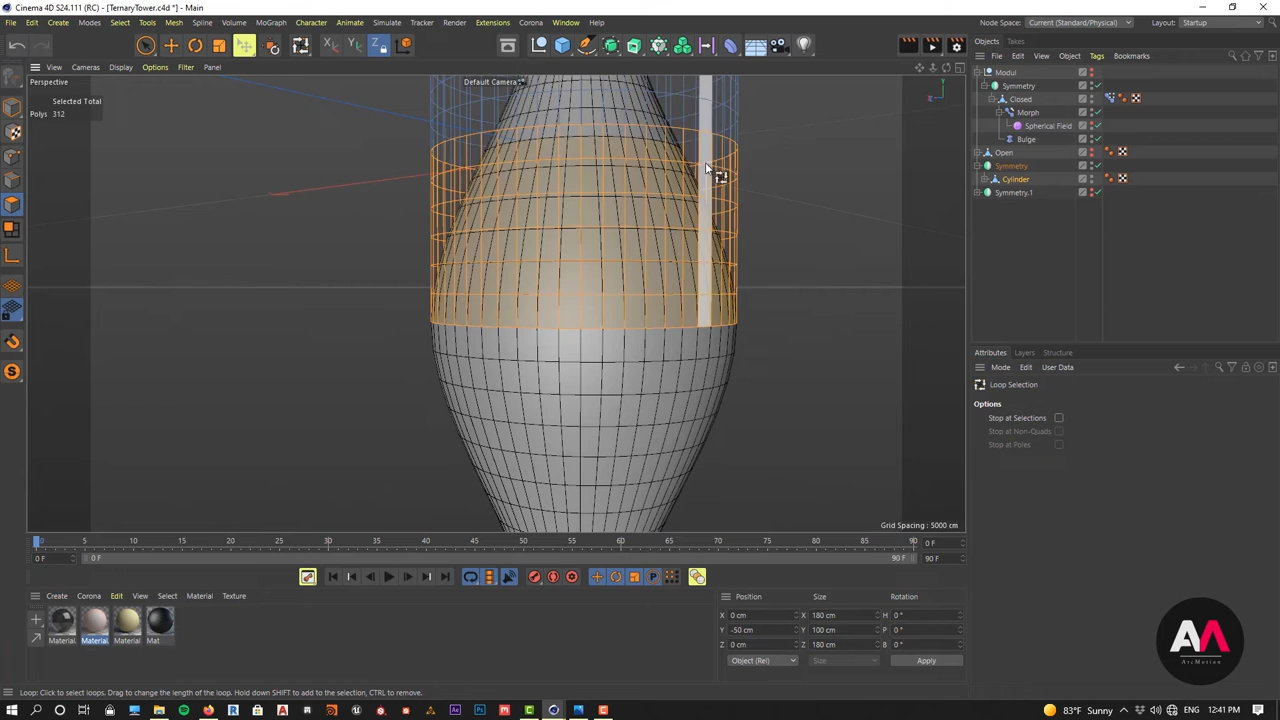 Cinema 4D S24.111 (RC) - [TernaryTower.c4d *] - Main
File Edit Create Modes Select Tools Mesh Spline Volume MoGraph Character Animate Simulate Tracker Render Extensions Corona Window Help
Node Space: Current (Standard/Physical) Layout: Startup
View Cameras Display Options Filter Panel
Objects Takes
File Edit View Object Tags Bookmarks
Perspective
Default Camera
Selected Total
Polys 312
Modul
Symmetry
Closed
Morph
Spherical Field
Bulge
Open
Symmetry
Cylinder
Symmetry.1
Attributes Layers Structure
Mode Edit User Data
Loop Selection
Options
Stop at Selections
Stop at Non-Quads
Stop at Poles
Grid Spacing : 5000 cm
0 5 10 15 20 25 30 35 40 45 50 55 60 65 70 75 80 85 90 0 F
0 F 0 F 90 F 90 F
Create Corona Edit View Select Material Texture
Material Material. Material Mat
Position Size Rotation
X 0 cm X 180 cm H 0 °
Y -50 cm Y 100 cm P 0 °
Z 0 cm Z 180 cm B 0 °
Object (Rel) Size Apply
AM
ArcMotion
Loop: Click to select loops. Drag to change the length of the loop. Hold down SHIFT to add to the selection, CTRL to remove.
83°F Sunny ENG 12:41 PM